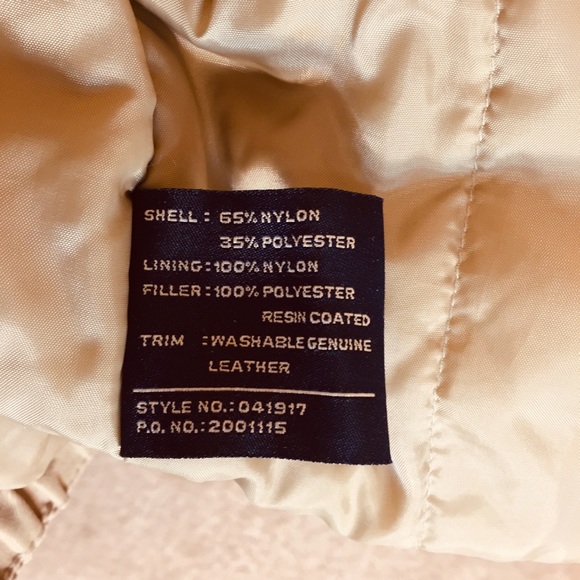 SHELL : 65% NYLON
35% POLYESTER
LINING : 100% NYLON
FILLER : 100% POLYESTER
RESIN COATED
TRIM : WASHABLE GENUINE
LEATHER
STYLE NO.: 041917
P.O. NO.: 2001115